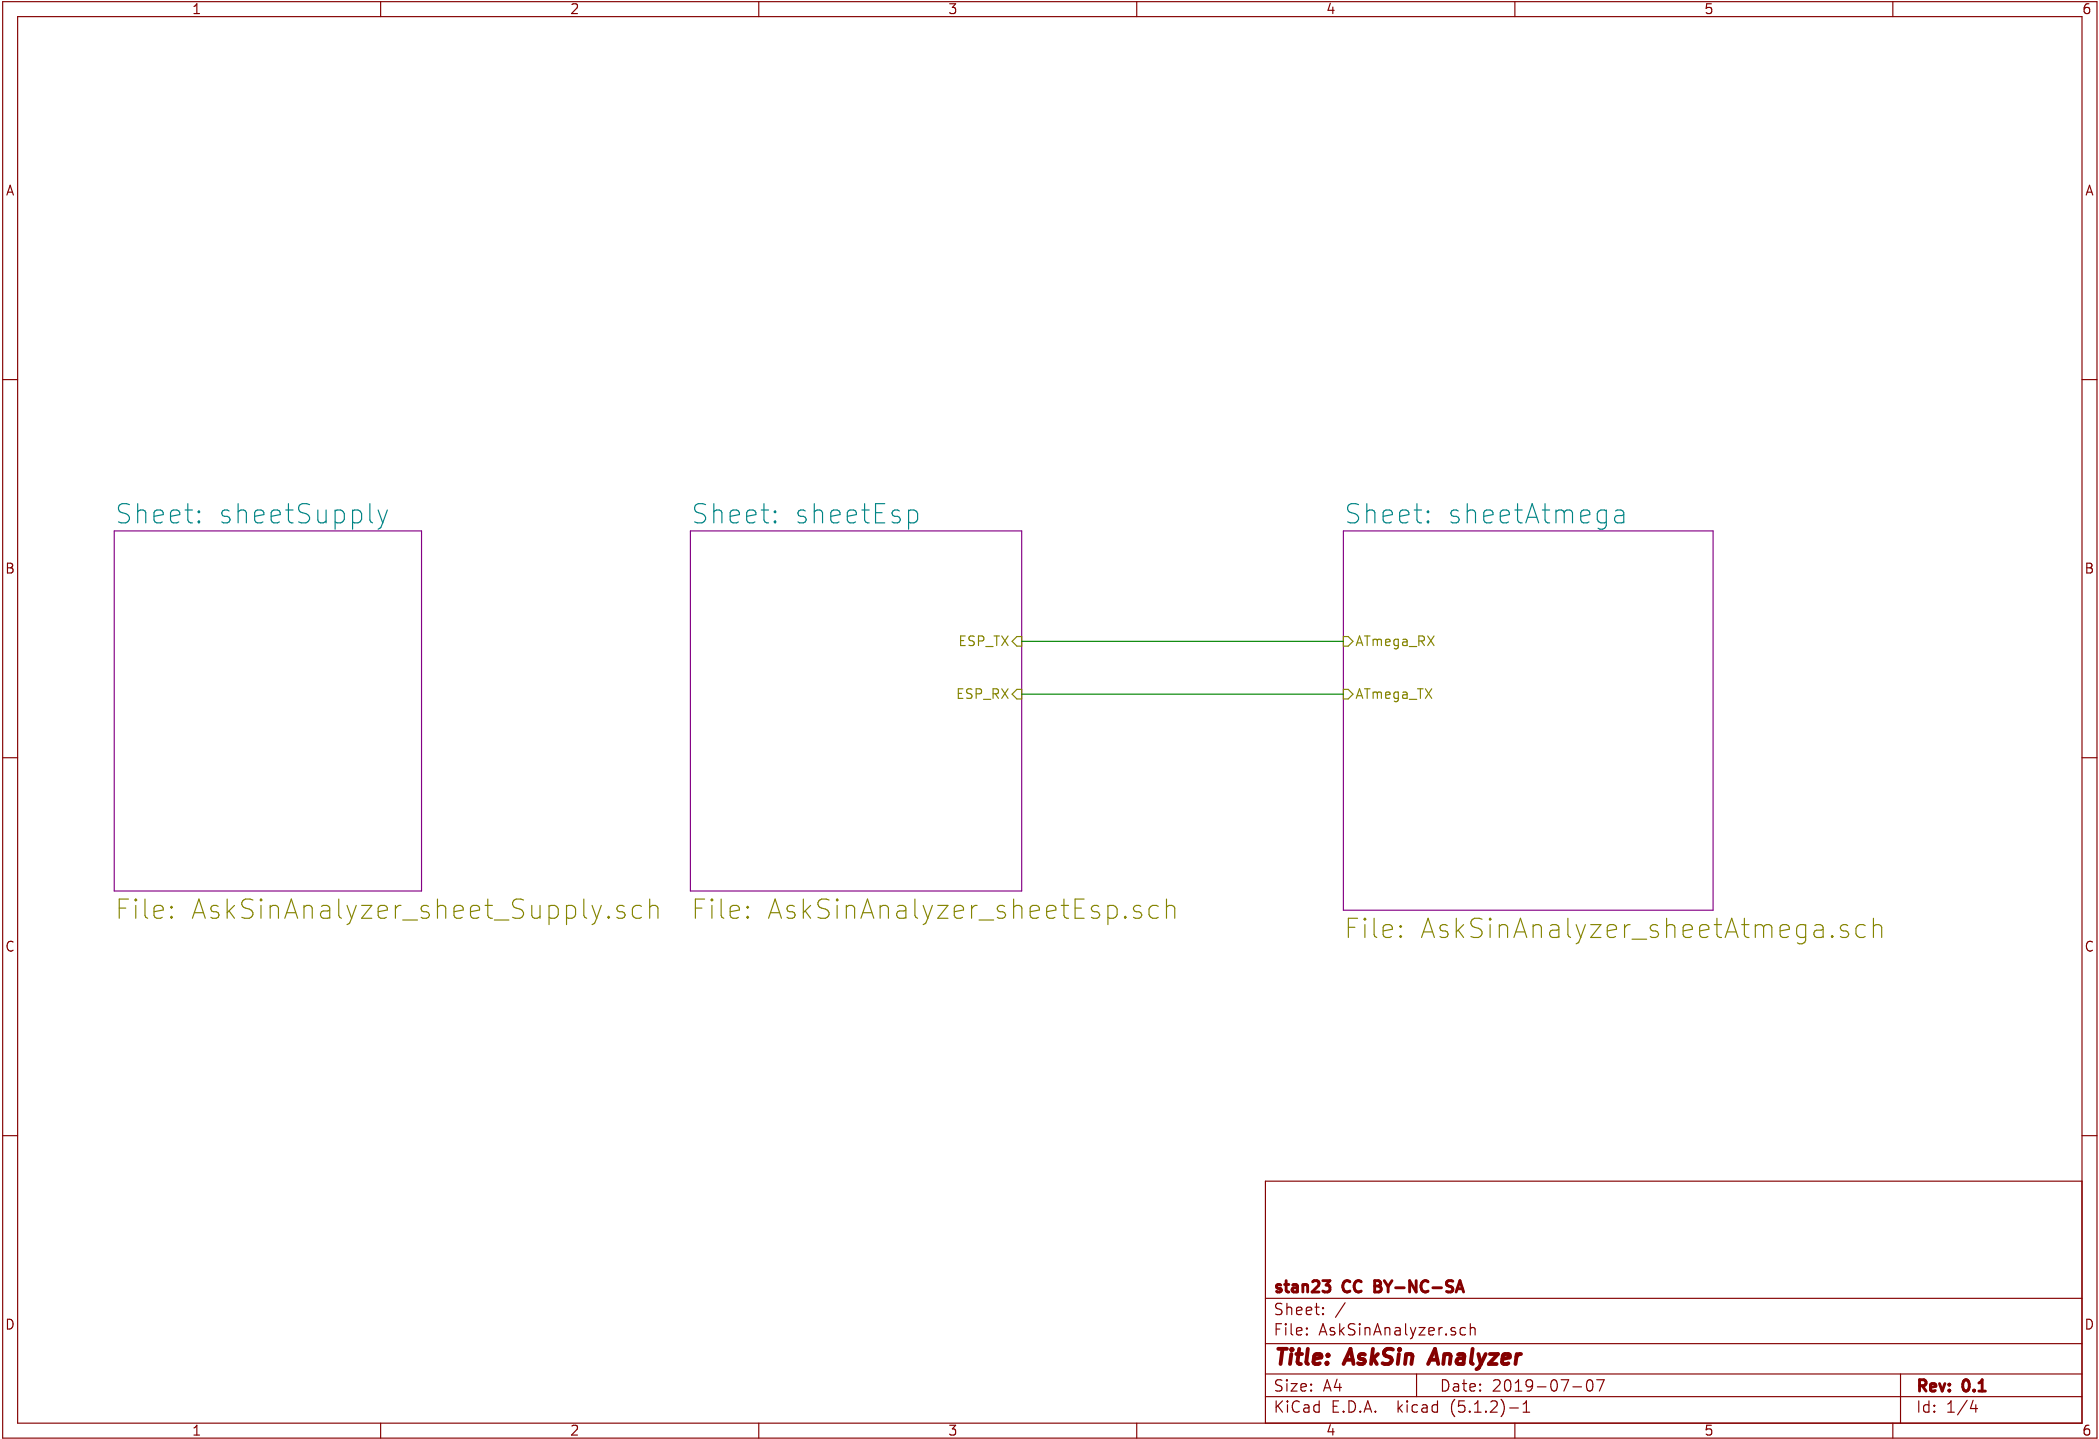 1 2 3 4 5 6
A A
Sheet: sheetSupply
Sheet: sheetEsp
Sheet: sheetAtmega
B B
ESP_TX
ATmega_RX
ESP_RX
ATmega_TX
File: AskSinAnalyzer_sheet_Supply.sch
File: AskSinAnalyzer_sheetEsp.sch
File: AskSinAnalyzer_sheetAtmega.sch
C C
stan23 CC BY-NC-SA
Sheet: /
D D
File: AskSinAnalyzer.sch
Title: AskSin Analyzer
Size: A4 Date: 2019-07-07 Rev: 0.1
KiCad E.D.A. kicad (5.1.2)-1 Id: 1/4
1 2 3 4 5 6